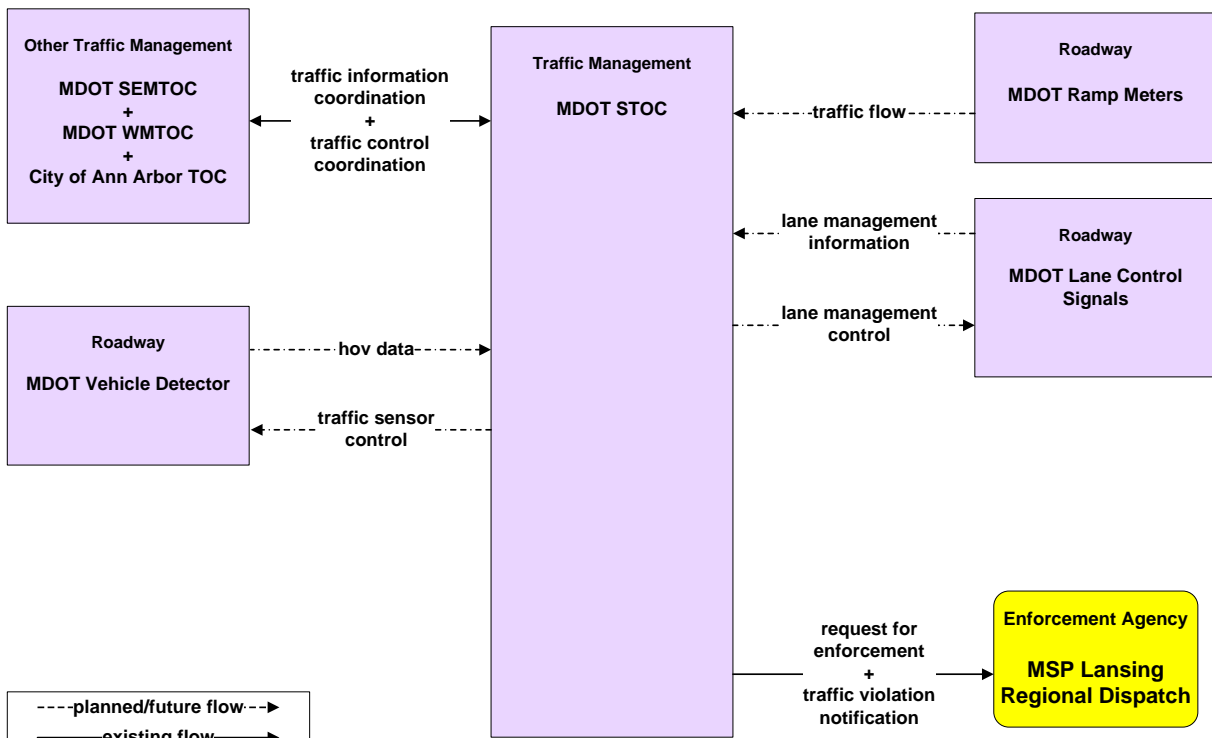 Other Traffic Management
MDOT SEMTOC
+
MDOT WMTOC
+
City of Ann Arbor TOC
traffic information
coordination
+
traffic control
coordination
Traffic Management
MDOT STOC
traffic flow
Roadway
MDOT Ramp Meters
lane management
information
lane management
control
Roadway
MDOT Lane Control
Signals
Roadway
MDOT Vehicle Detector
hov data
traffic sensor
control
request for
enforcement
+
traffic violation
notification
Enforcement Agency
MSP Lansing
Regional Dispatch
planned/future flow
existing flow